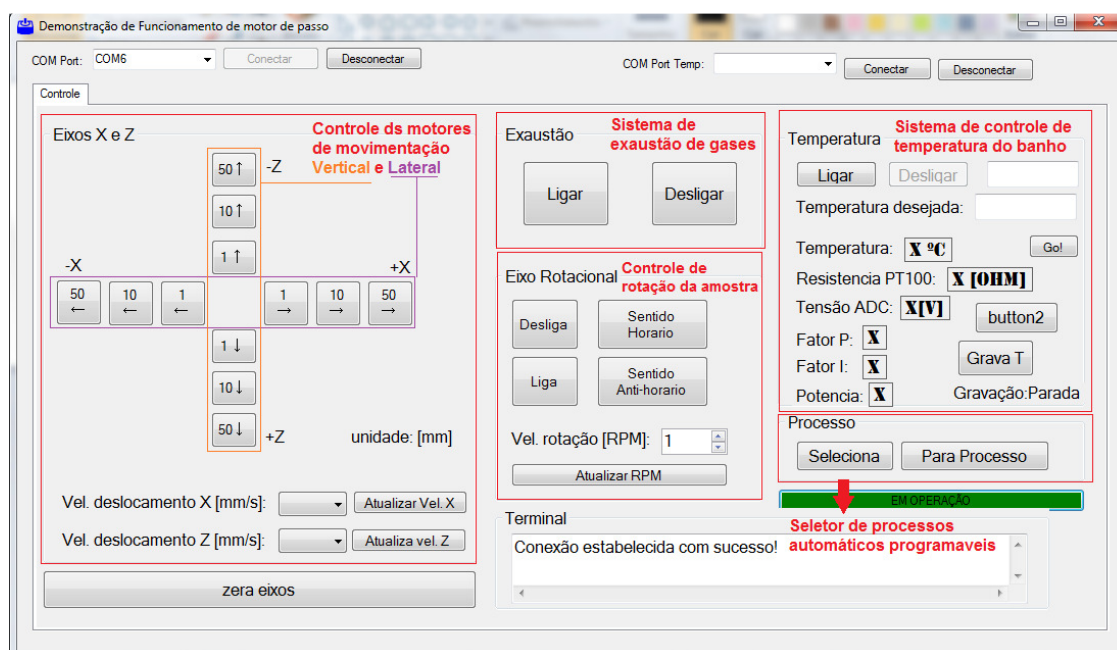 Demonstração de Funcionamento de motor de passo
COM Port: COM6 Conectar Desconectar
COM Port Temp: Conectar Desconectar
Controle
Eixos X e Z
Controle ds motores
de movimentação
Vertical e Lateral
50↑ -Z
10↑
1↑
-X +X
50 ← 10 ← 1 ← 1 → 10 → 50 →
1↓
10↓
50↓ +Z unidade: [mm]
Vel. deslocamento X [mm/s]: Atualizar Vel. X
Vel. deslocamento Z [mm/s]: Atualiza vel. Z
zera eixos
Exaustão
Sistema de
exaustão de gases
Ligar Desligar
Eixo Rotacional
Controle de
rotação da amostra
Desliga Sentido
Horario
Liga Sentido
Anti-horario
Vel. rotação [RPM]: 1
Atualizar RPM
Terminal
Conexão estabelecida com sucesso!
Temperatura
Sistema de controle de
temperatura do banho
Ligar Desligar
Temperatura desejada:
Temperatura: X ºC Go!
Resistencia PT100: X [OHM]
Tensão ADC: X[V] button2
Fator P: X
Fator I: X Grava T
Potencia: X Gravação:Parada
Processo
Seleciona Para Processo
EM OPERAÇÃO
Seletor de processos
automáticos programaveis